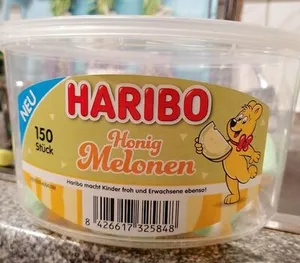 NEU
HARIBO
150
Stück
Honig
Melonen
Haribo macht Kinder froh und Erwachsene ebenso!
8 426617 325848